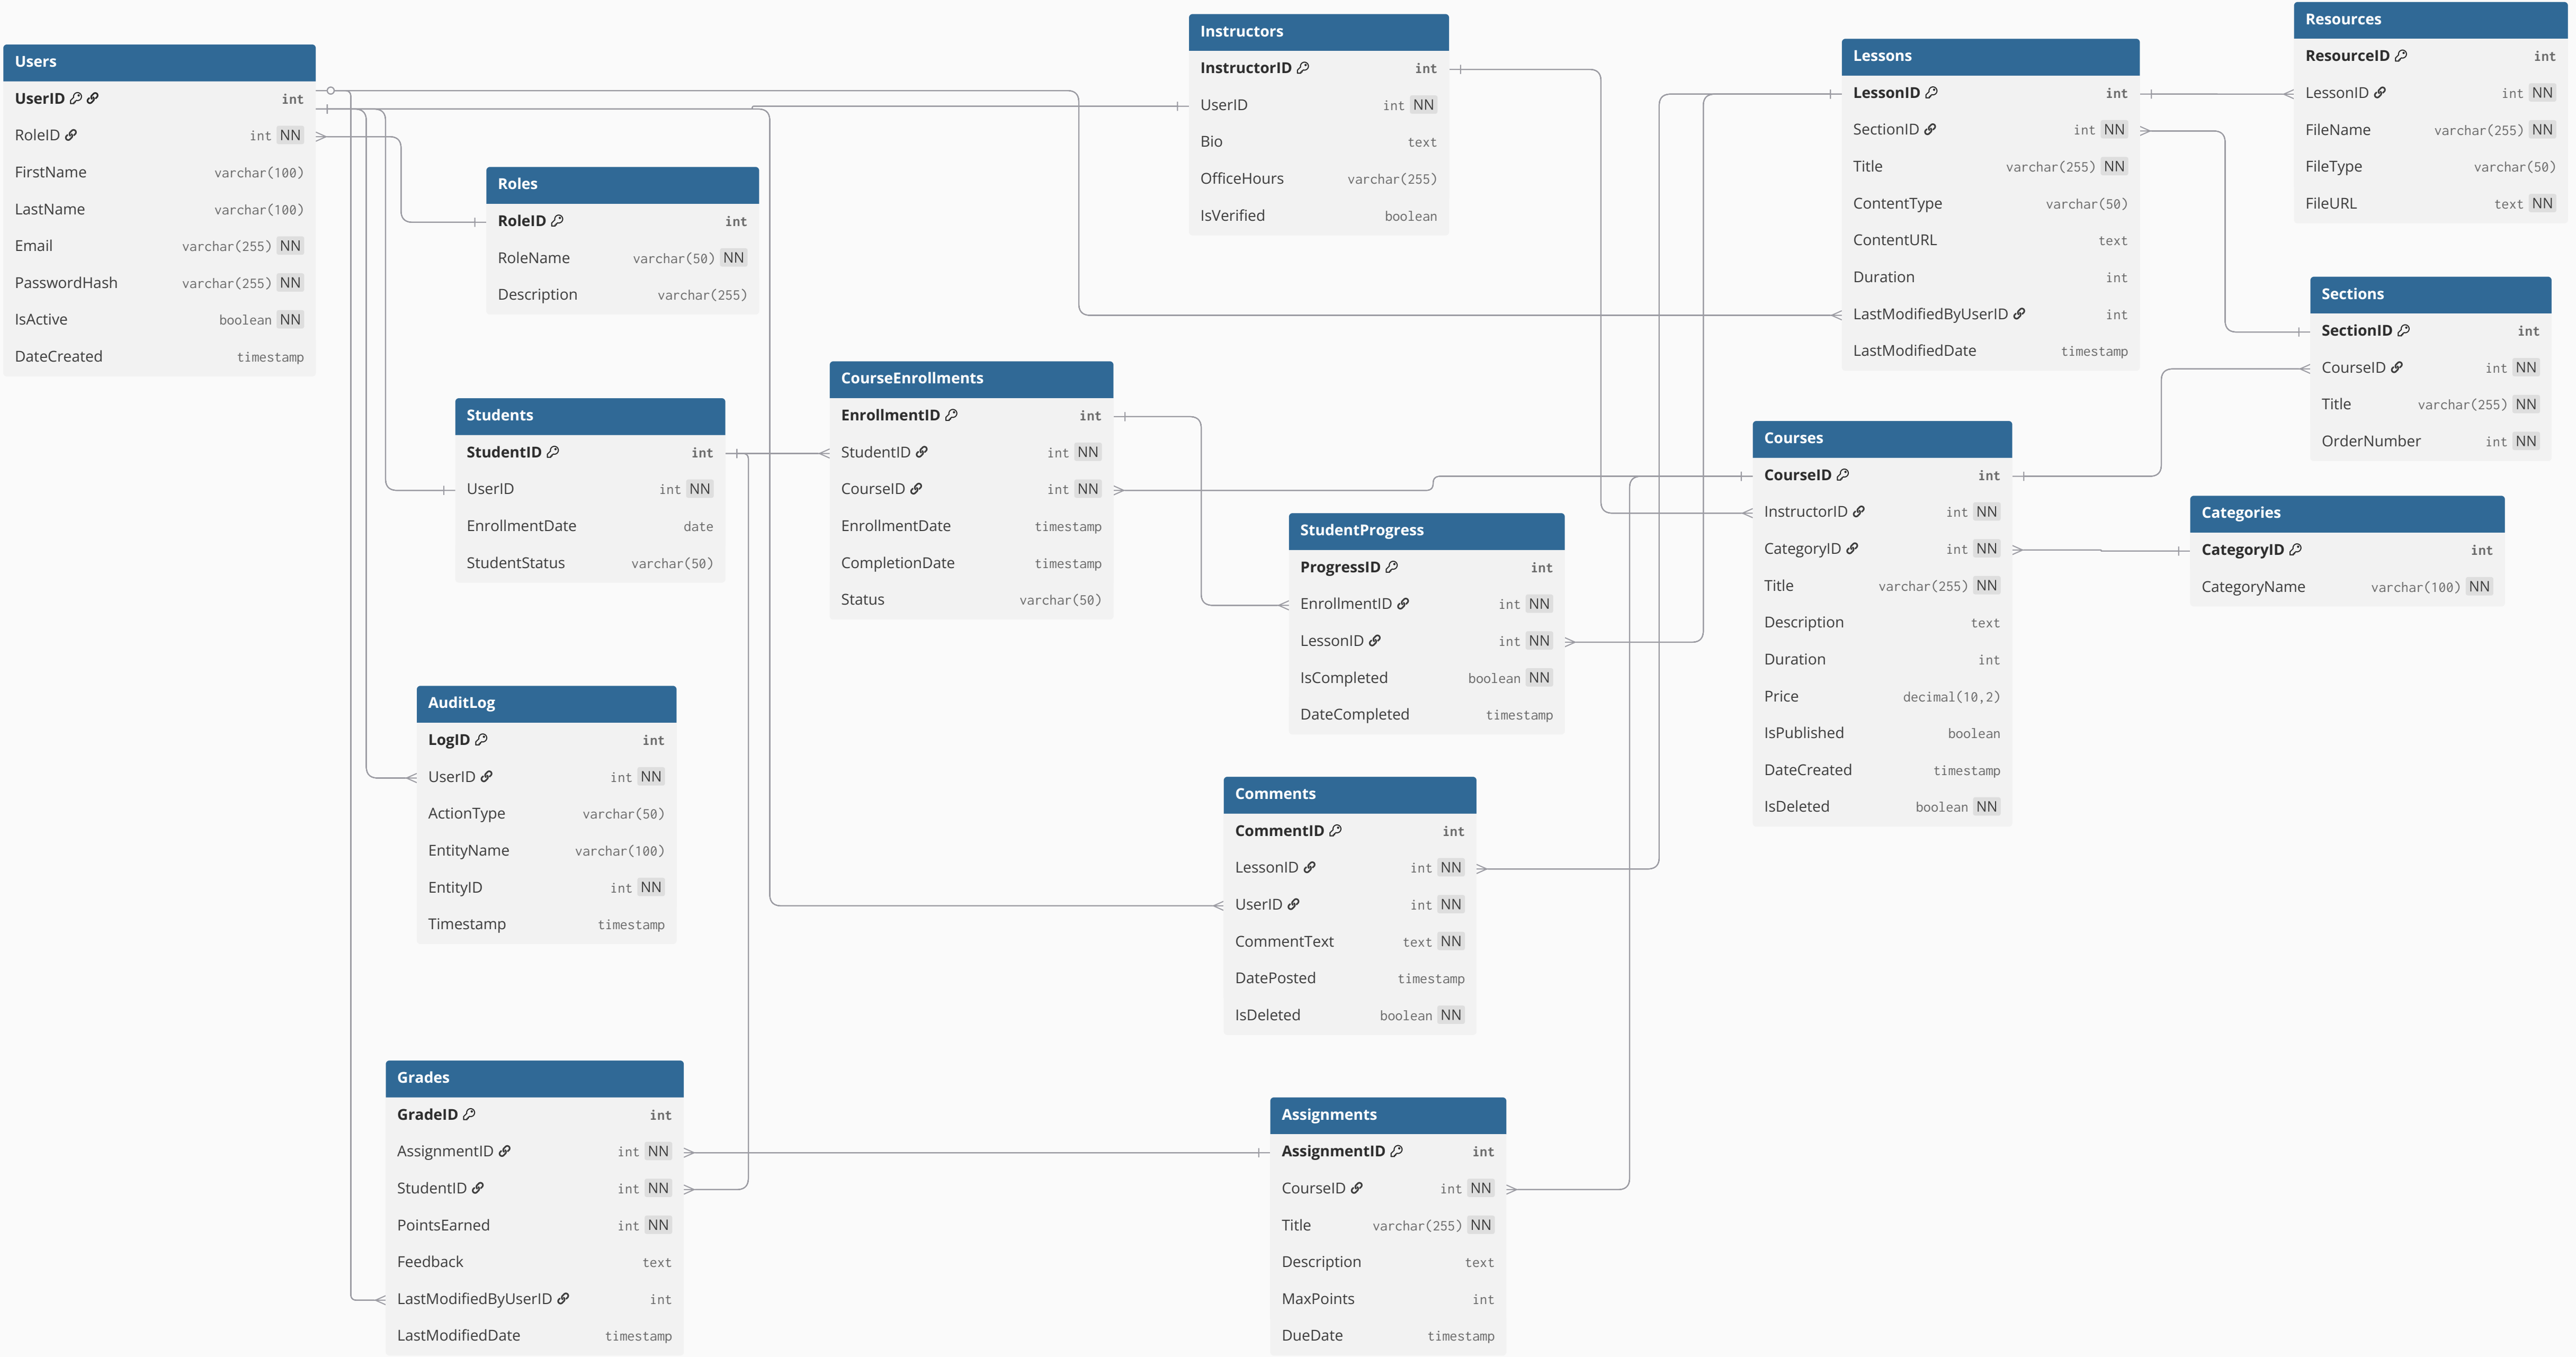 Users
UserID int
RoleID int NN
FirstName varchar(100)
LastName varchar(100)
Email varchar(255) NN
PasswordHash varchar(255) NN
IsActive boolean NN
DateCreated timestamp
Roles
RoleID int
RoleName varchar(50) NN
Description varchar(255)
Students
StudentID int
UserID int NN
EnrollmentDate date
StudentStatus varchar(50)
AuditLog
LogID int
UserID int NN
ActionType varchar(50)
EntityName varchar(100)
EntityID int NN
Timestamp timestamp
Grades
GradeID int
AssignmentID int NN
StudentID int NN
PointsEarned int NN
Feedback text
LastModifiedByUserID int
LastModifiedDate timestamp
CourseEnrollments
EnrollmentID int
StudentID int NN
CourseID int NN
EnrollmentDate timestamp
CompletionDate timestamp
Status varchar(50)
Instructors
InstructorID int
UserID int NN
Bio text
OfficeHours varchar(255)
IsVerified boolean
StudentProgress
ProgressID int
EnrollmentID int NN
LessonID int NN
IsCompleted boolean NN
DateCompleted timestamp
Comments
CommentID int
LessonID int NN
UserID int NN
CommentText text NN
DatePosted timestamp
IsDeleted boolean NN
Assignments
AssignmentID int
CourseID int NN
Title varchar(255) NN
Description text
MaxPoints int
DueDate timestamp
Lessons
LessonID int
SectionID int NN
Title varchar(255) NN
ContentType varchar(50)
ContentURL text
Duration int
LastModifiedByUserID int
LastModifiedDate timestamp
Courses
CourseID int
InstructorID int NN
CategoryID int NN
Title varchar(255) NN
Description text
Duration int
Price decimal(10,2)
IsPublished boolean
DateCreated timestamp
IsDeleted boolean NN
Resources
ResourceID int
LessonID int NN
FileName varchar(255) NN
FileType varchar(50)
FileURL text NN
Sections
SectionID int
CourseID int NN
Title varchar(255) NN
OrderNumber int NN
Categories
CategoryID int
CategoryName varchar(100) NN